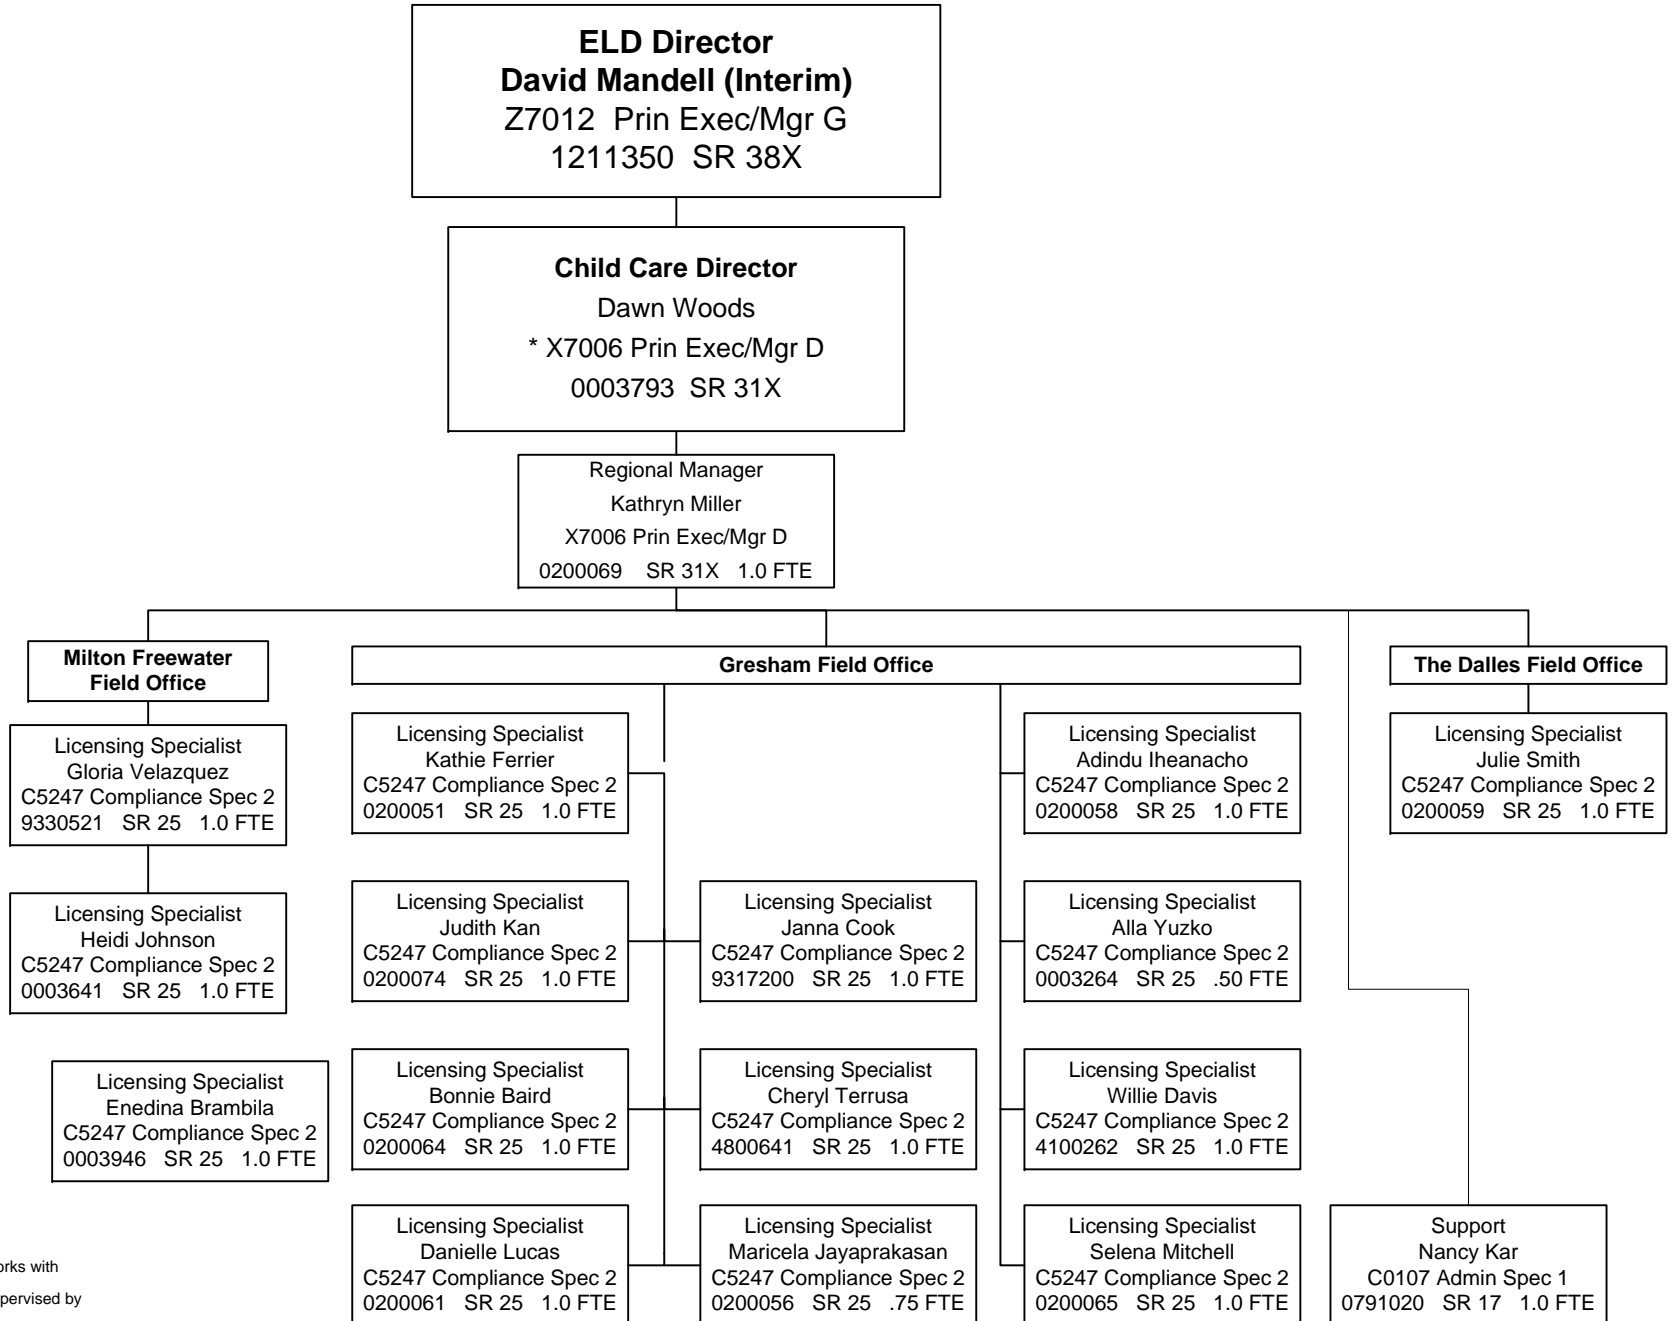 ELD Director
David Mandell (Interim)
Z7012 Prin Exec/Mgr G
1211350 SR 38X
Child Care Director
Dawn Woods
* X7006 Prin Exec/Mgr D
0003793 SR 31X
Regional Manager
Kathryn Miller
X7006 Prin Exec/Mgr D
0200069 SR 31X 1.0 FTE
Milton Freewater
Field Office
Licensing Specialist
Gloria Velazquez
C5247 Compliance Spec 2
9330521 SR 25 1.0 FTE
Licensing Specialist
Heidi Johnson
C5247 Compliance Spec 2
0003641 SR 25 1.0 FTE
Licensing Specialist
Enedina Brambila
C5247 Compliance Spec 2
0003946 SR 25 1.0 FTE
Gresham Field Office
Licensing Specialist
Kathie Ferrier
C5247 Compliance Spec 2
0200051 SR 25 1.0 FTE
Licensing Specialist
Judith Kan
C5247 Compliance Spec 2
0200074 SR 25 1.0 FTE
Licensing Specialist
Bonnie Baird
C5247 Compliance Spec 2
0200064 SR 25 1.0 FTE
Licensing Specialist
Danielle Lucas
C5247 Compliance Spec 2
0200061 SR 25 1.0 FTE
Licensing Specialist
Janna Cook
C5247 Compliance Spec 2
9317200 SR 25 1.0 FTE
Licensing Specialist
Cheryl Terrusa
C5247 Compliance Spec 2
4800641 SR 25 1.0 FTE
Licensing Specialist
Maricela Jayaprakasan
C5247 Compliance Spec 2
0200056 SR 25 .75 FTE
Licensing Specialist
Adindu Iheanacho
C5247 Compliance Spec 2
0200058 SR 25 1.0 FTE
Licensing Specialist
Alla Yuzko
C5247 Compliance Spec 2
0003264 SR 25 .50 FTE
Licensing Specialist
Willie Davis
C5247 Compliance Spec 2
4100262 SR 25 1.0 FTE
Licensing Specialist
Selena Mitchell
C5247 Compliance Spec 2
0200065 SR 25 1.0 FTE
The Dalles Field Office
Licensing Specialist
Julie Smith
C5247 Compliance Spec 2
0200059 SR 25 1.0 FTE
Support
Nancy Kar
C0107 Admin Spec 1
0791020 SR 17 1.0 FTE
with
by